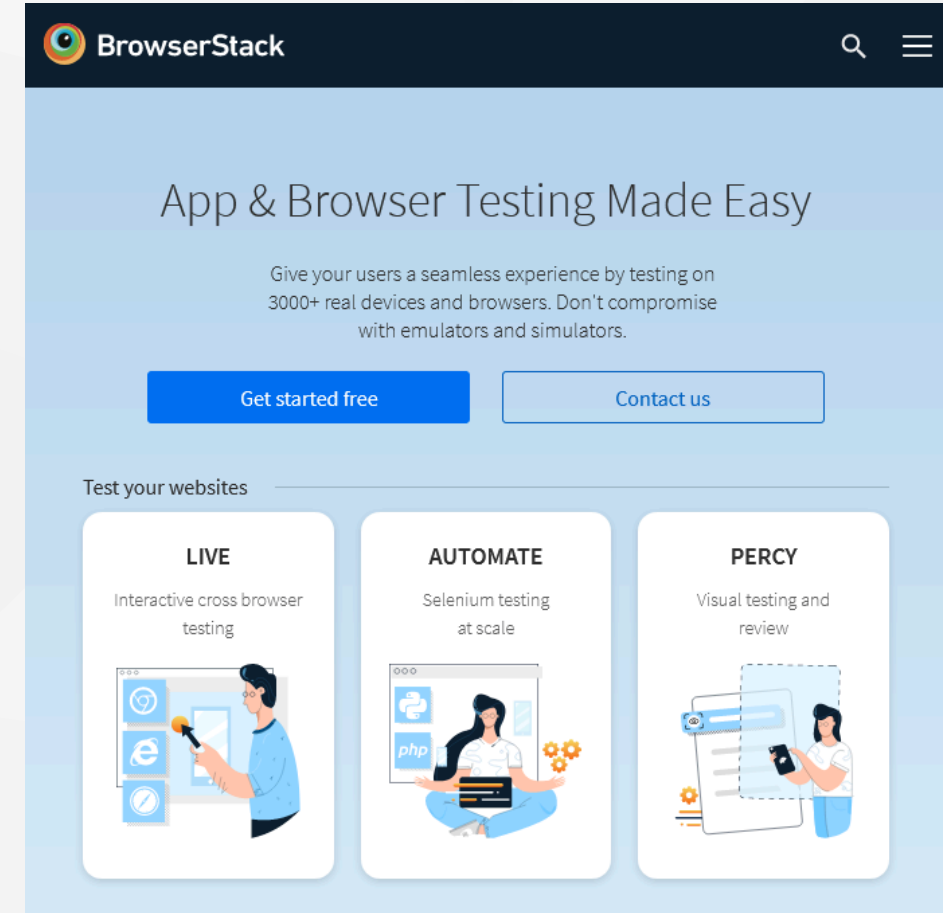 BrowserStack
App & Browser Testing Made Easy
Give your users a seamless experience by testing on
3000+ real devices and browsers. Don't compromise
with emulators and simulators.
Get started free
Contact us
Test your websites
LIVE
Interactive cross browser
testing
AUTOMATE
Selenium testing
at scale
php
PERCY
Visual testing and
review